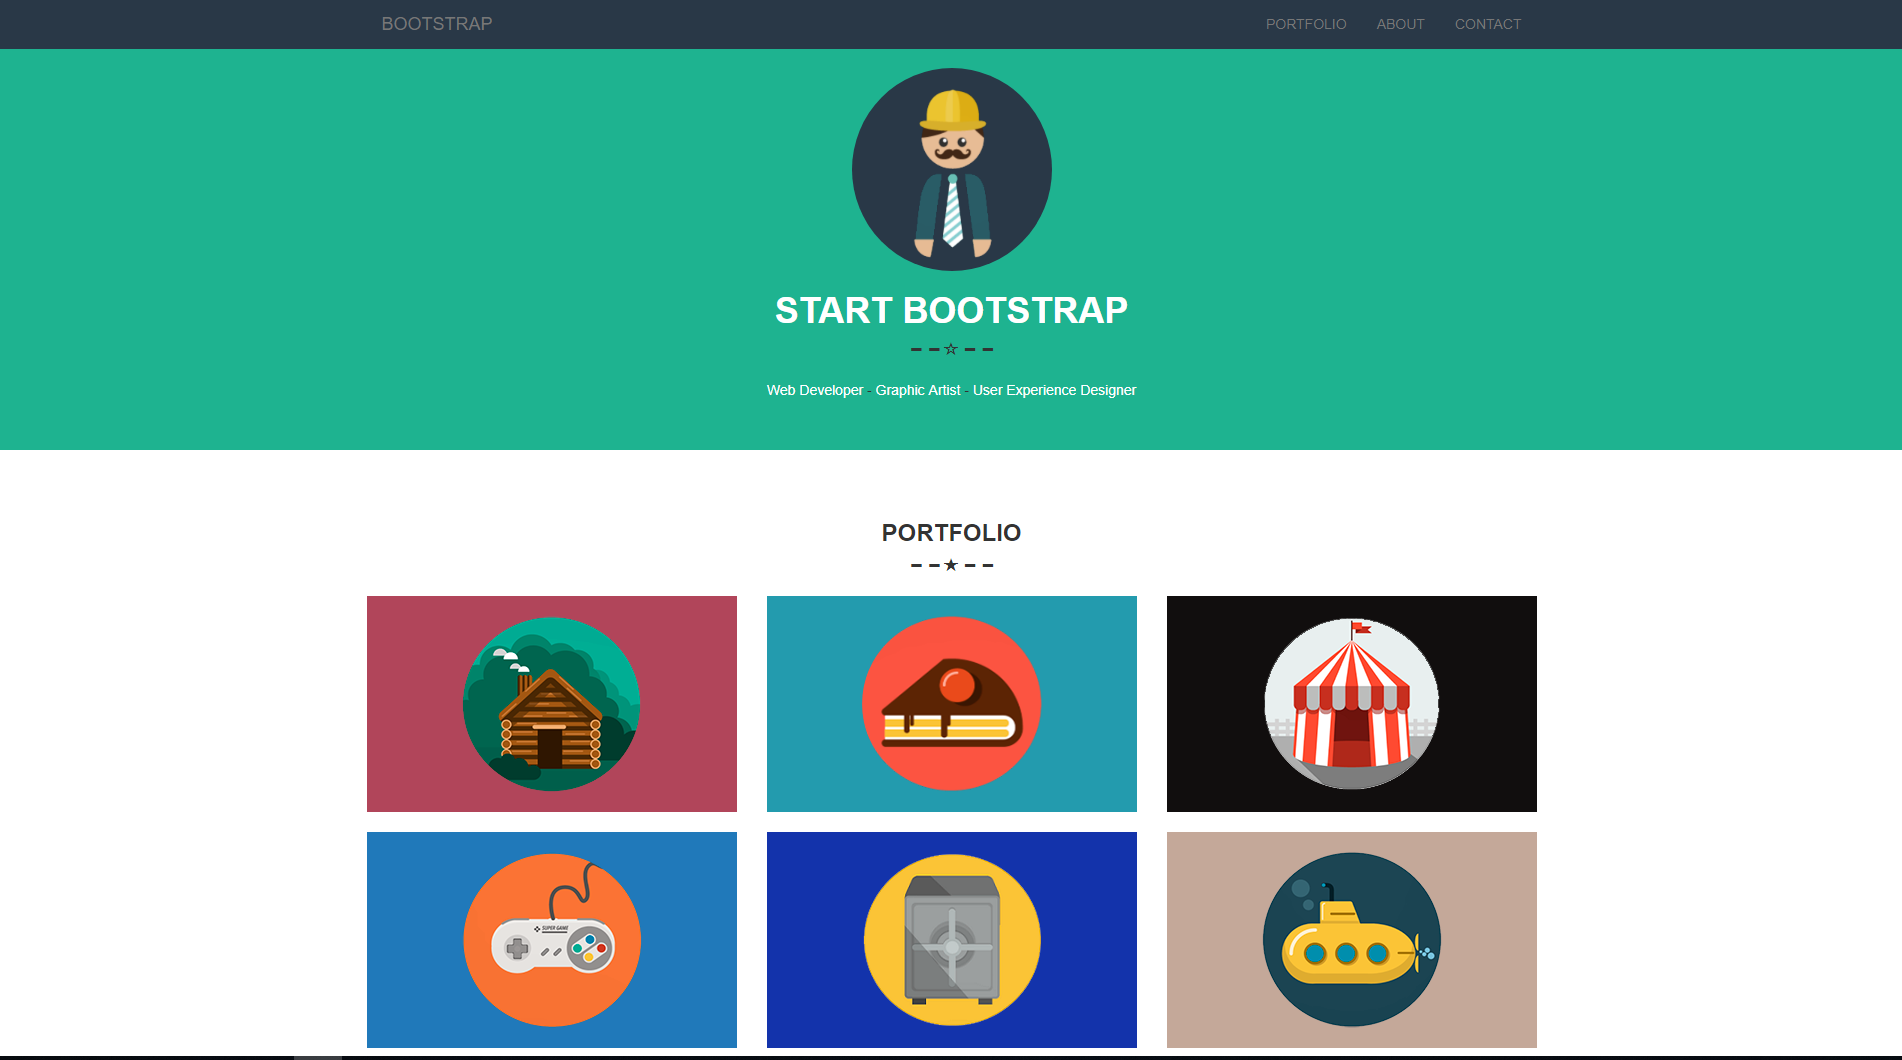 BOOTSTRAP
PORTFOLIO ABOUT CONTACT
START BOOTSTRAP
Web Developer - Graphic Artist - User Experience Designer
PORTFOLIO
SUPER GAME